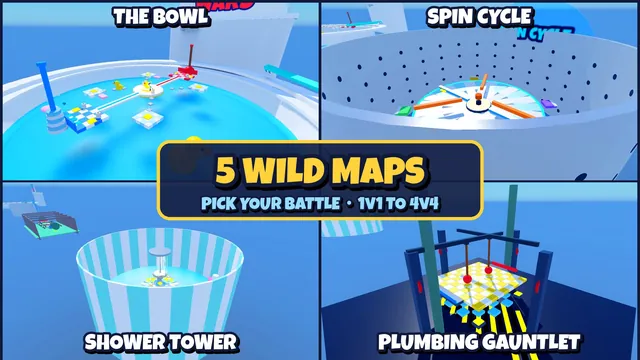 THE BOWL
SPIN CYCLE
5 WILD MAPS
PICK YOUR BATTLE • 1V1 TO 4V4
SHOWER TOWER
PLUMBING GAUNTLET